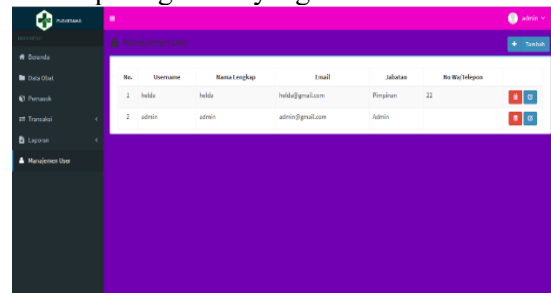 PUSKESMAS
admin
Tambah
Beranda
Data Obat
Pemasok
Transaksi
Laporan
Manajemen User
No. Username Nama Lengkap Email Jabatan No Wa/Telepon
1 helda helda helda@gmail.com Pimpinan 22
2 admin admin admin@gmail.com Admin